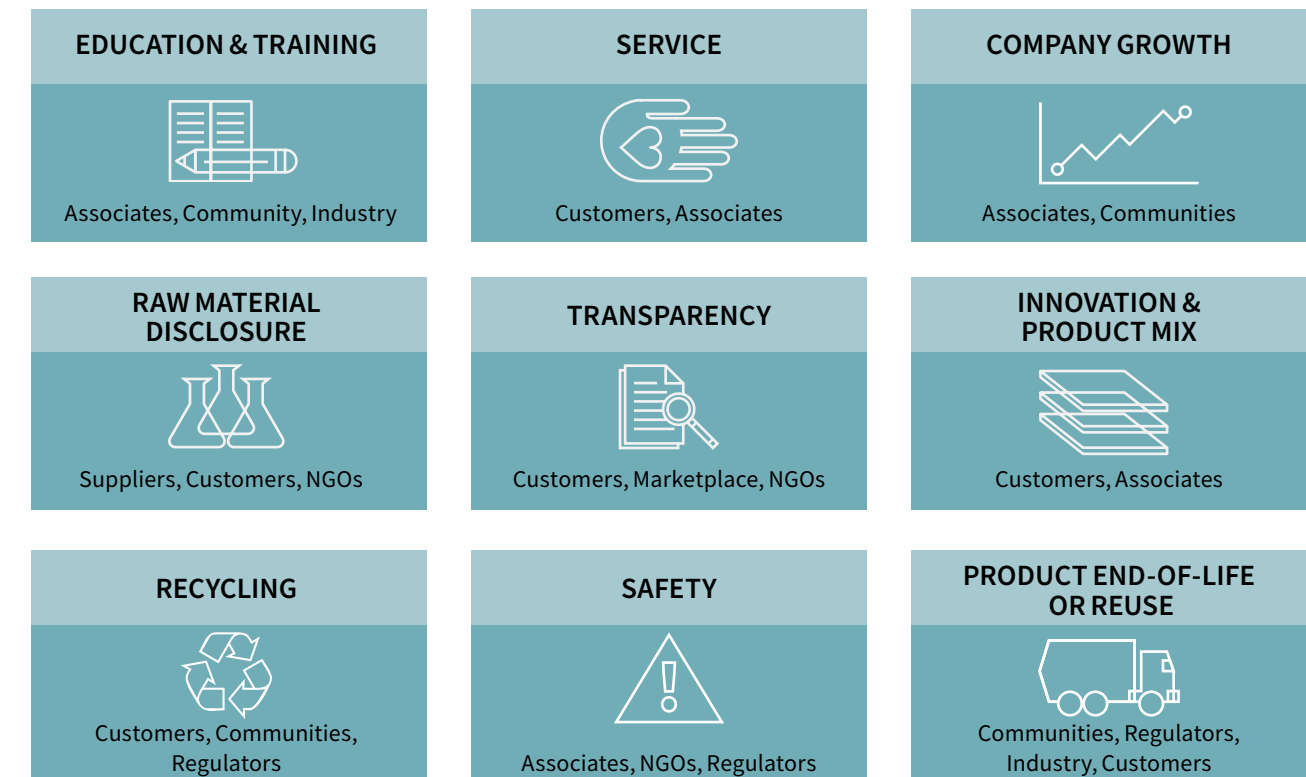 EDUCATION & TRAINING
Associates, Community, Industry
SERVICE
Customers, Associates
COMPANY GROWTH
Associates, Communities
RAW MATERIAL
DISCLOSURE
Suppliers, Customers, NGOs
TRANSPARENCY
Customers, Marketplace, NGOs
INNOVATION &
PRODUCT MIX
Customers, Associates
RECYCLING
Customers, Communities,
Regulators
SAFETY
Associates, NGOs, Regulators
PRODUCT END-OF-LIFE
OR REUSE
Communities, Regulators,
Industry, Customers